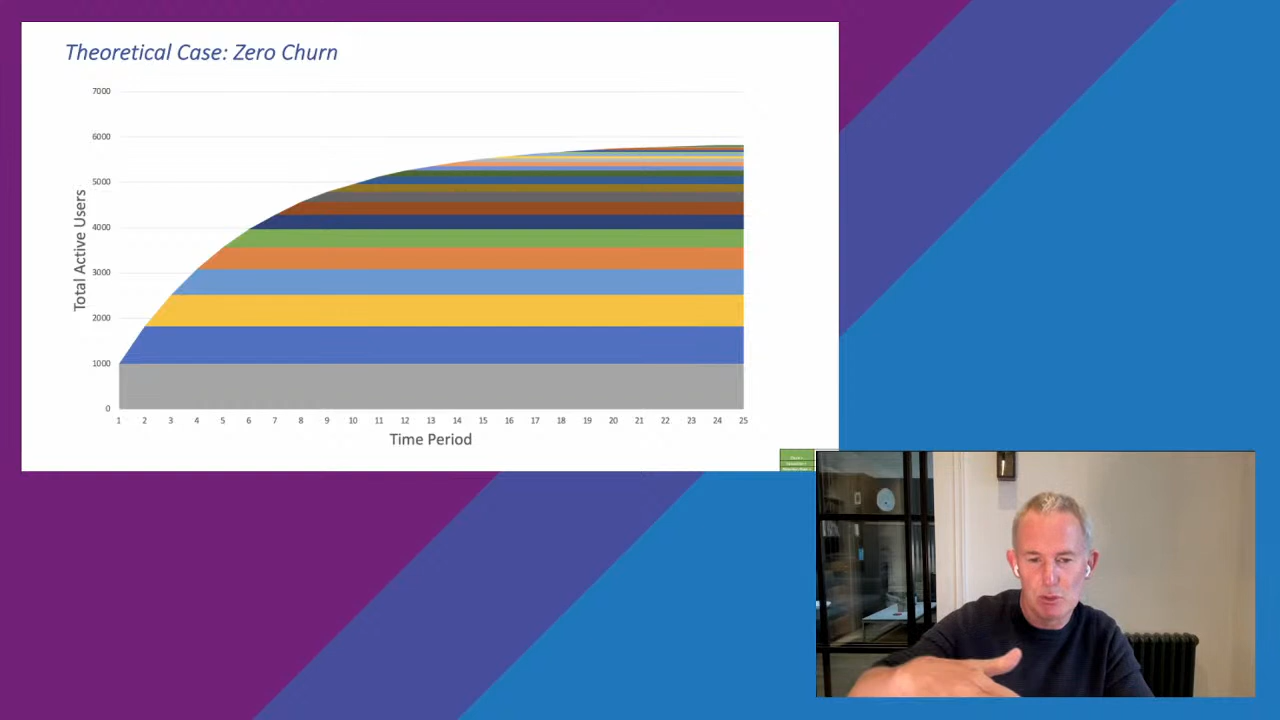 Theoretical Case: Zero Churn
7000
6000
5000
4000
3000
2000
1000
0
Total Active Users
1 2 3 4 5 6 7 8 9 10 11 12 13 14 15 16 17 18 19 20 21 22 23 24 25
Time Period